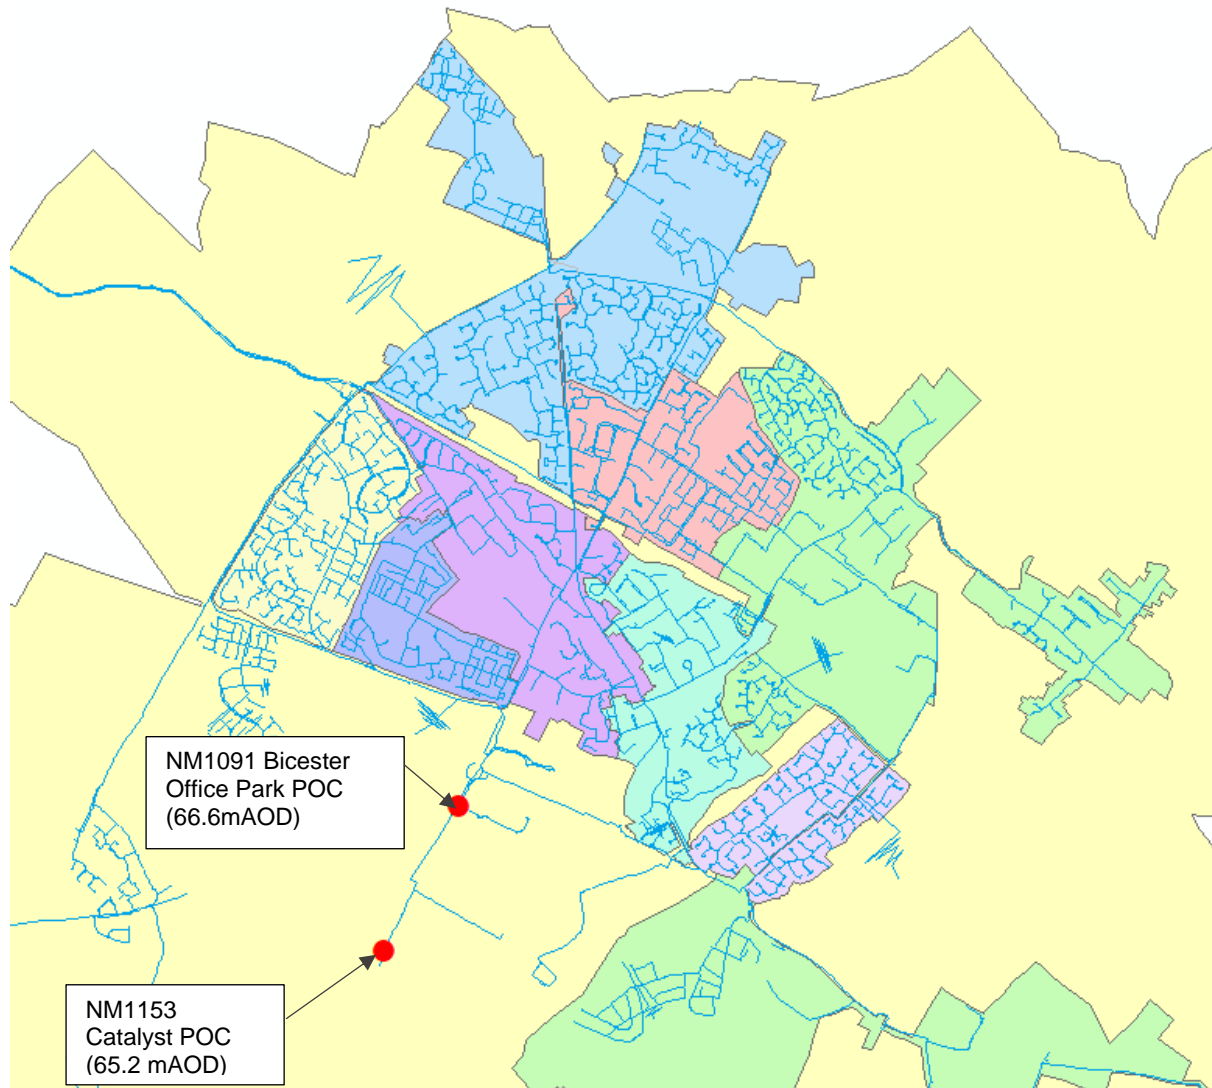 NM1091 Bicester
Office Park POC
(66.6mAOD)
NM1153
Catalyst POC
(65.2 mAOD)